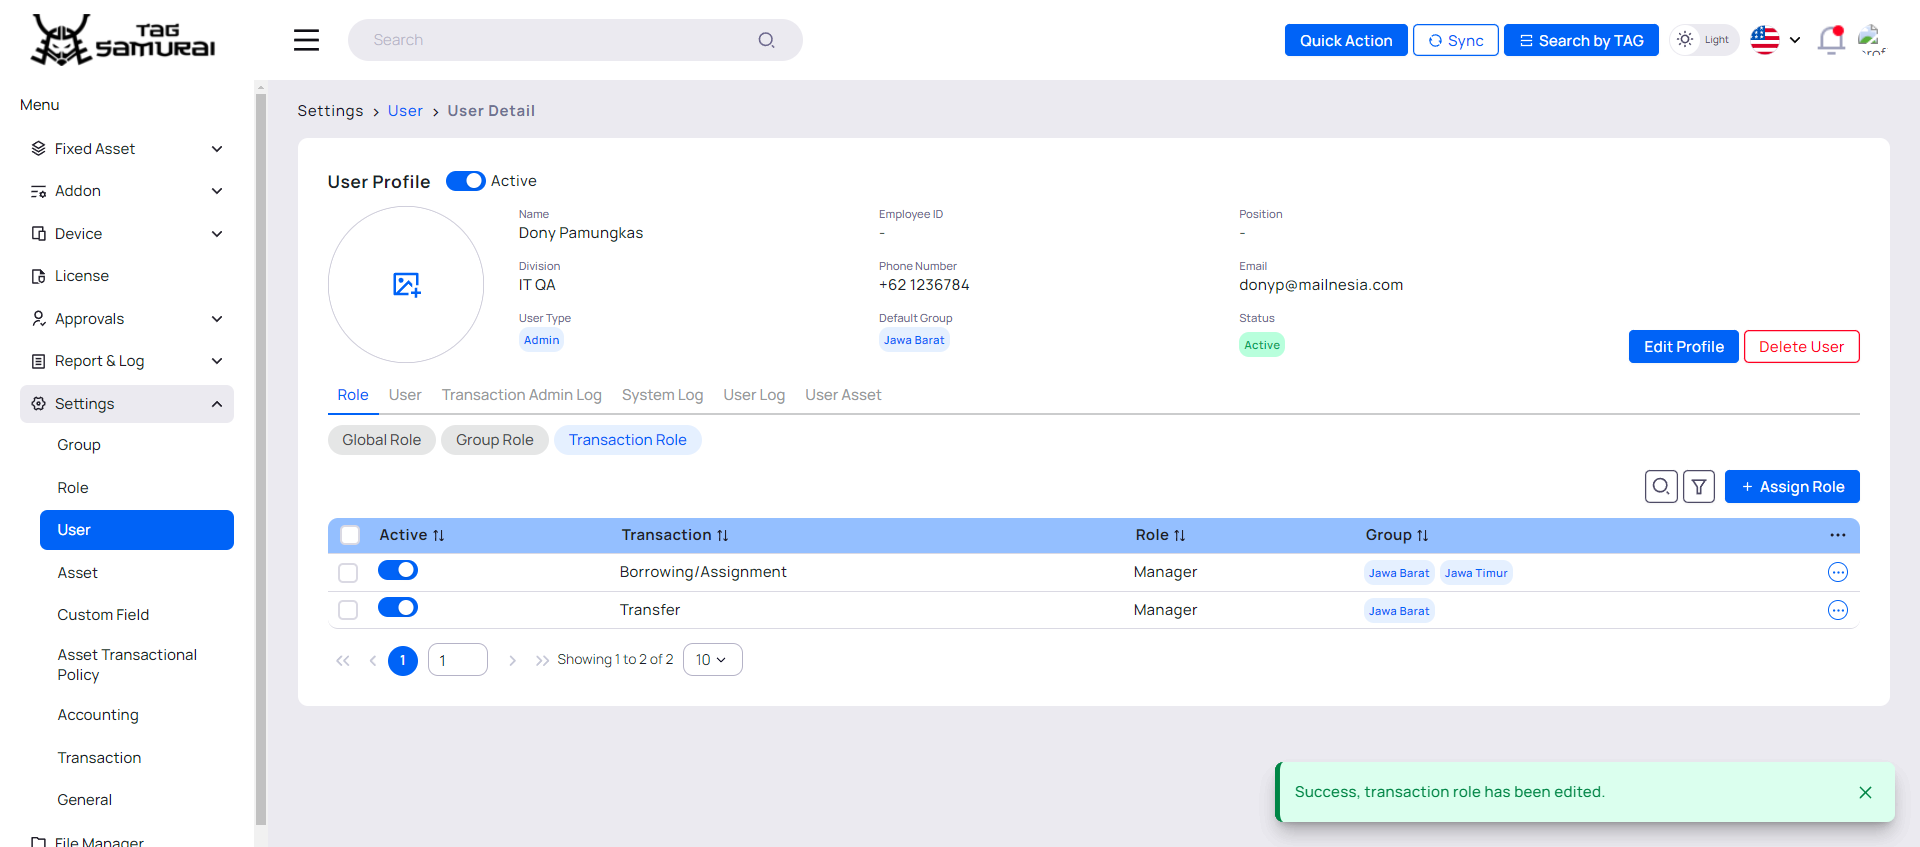 TAG
SAMURAI
Search
Quick Action
Sync
Search by TAG
Light
Menu
Fixed Asset
Addon
Device
License
Approvals
Report & Log
Settings
Group
Role
User
Asset
Custom Field
Asset Transactional
Policy
Accounting
Transaction
General
File Manager
Settings > User > User Detail
User Profile Active
Name
Dony Pamungkas
Employee ID
-
Position
-
Division
IT QA
Phone Number
+62 1236784
Email
donyp@mailnesia.com
User Type
Admin
Default Group
Jawa Barat
Status
Active
Edit Profile
Delete User
Role User Transaction Admin Log System Log User Log User Asset
Global Role Group Role Transaction Role
+ Assign Role
Active Transaction Role Group
Borrowing/Assignment Manager Jawa Barat Jawa Timur
Transfer Manager Jawa Barat
1 1 Showing 1 to 2 of 2 10
Success, transaction role has been edited.